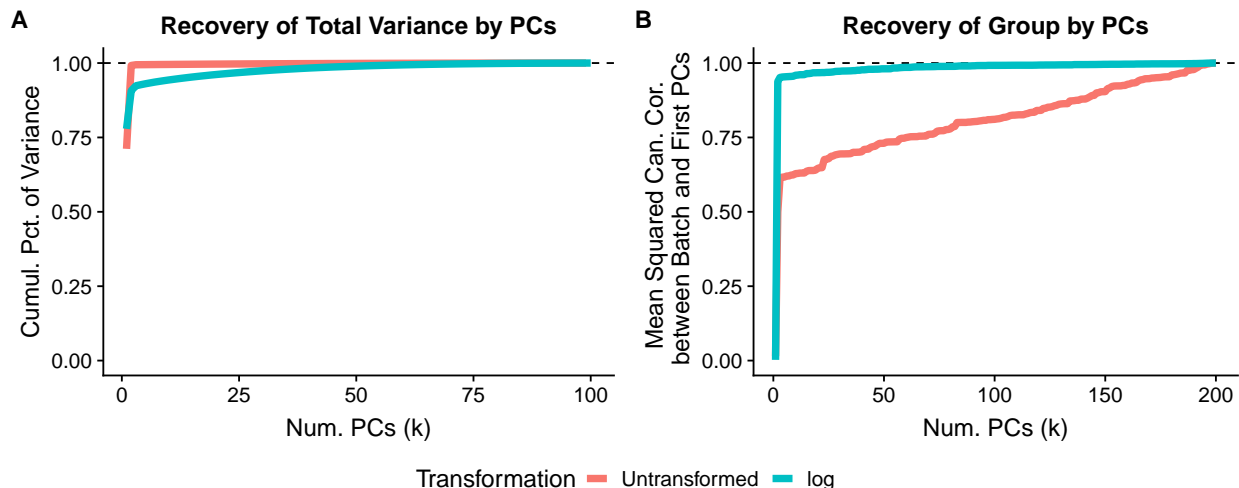 A
Recovery of Total Variance by PCs
Cumul. Pct. of Variance
1.00
0.75
0.50
0.25
0.00
0
25
50
75
100
Num. PCs (k)
B
Recovery of Group by PCs
Mean Squared Can. Cor.
between Batch and First PCs
1.00
0.75
0.50
0.25
0.00
0
50
100
150
200
Num. PCs (k)
Transformation Untransformed log